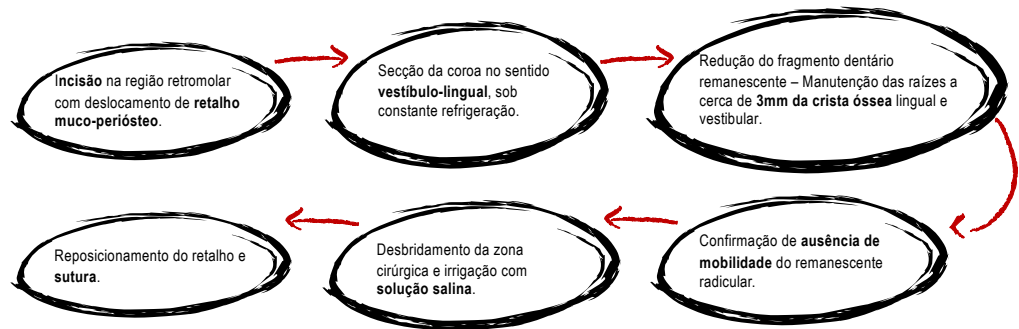 Incisão na região retromolar
com deslocamento de retalho
muco-periósteo.
Secção da coroa no sentido
vestíbulo-lingual, sob
constante refrigeração.
Redução do fragmento dentário
remanescente – Manutenção das raízes a
cerca de 3mm da crista óssea lingual e
vestibular.
Confirmação de ausência de
mobilidade do remanescente
radicular.
Desbridamento da zona
cirúrgica e irrigação com
solução salina.
Reposicionamento do retalho e
sutura.